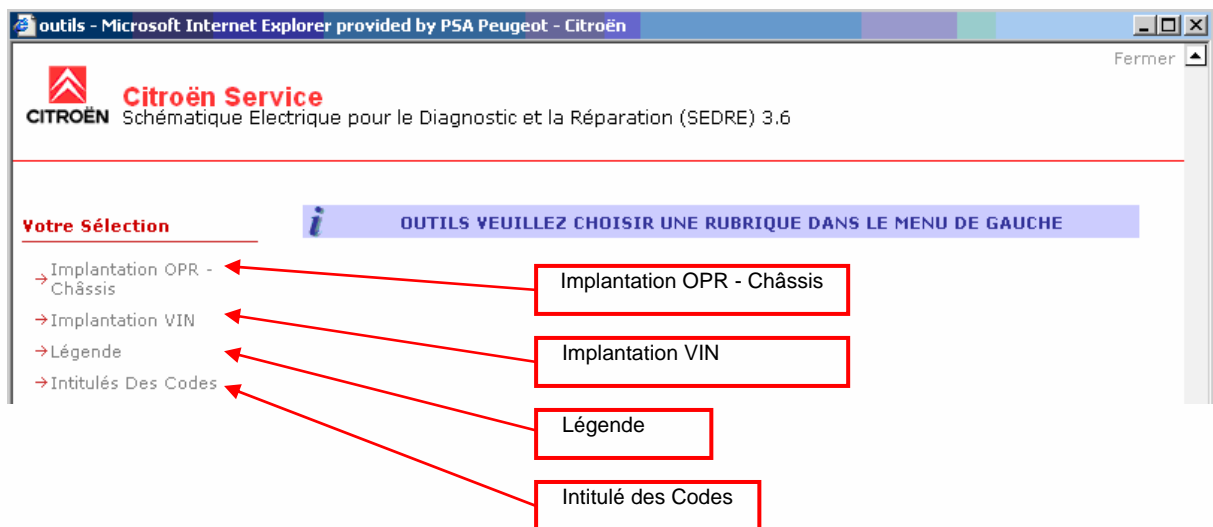 outils - Microsoft Internet Explorer provided by PSA Peugeot - Citroën
Fermer
Citroën Service
CITROËN Schématique Electrique pour le Diagnostic et la Réparation (SEDRE) 3.6
Votre Sélection
i OUTILS VEUILLEZ CHOISIR UNE RUBRIQUE DANS LE MENU DE GAUCHE
→Implantation OPR -
Châssis
→Implantation VIN
→Légende
→Intitulés Des Codes
Implantation OPR - Châssis
Implantation VIN
Légende
Intitulé des Codes